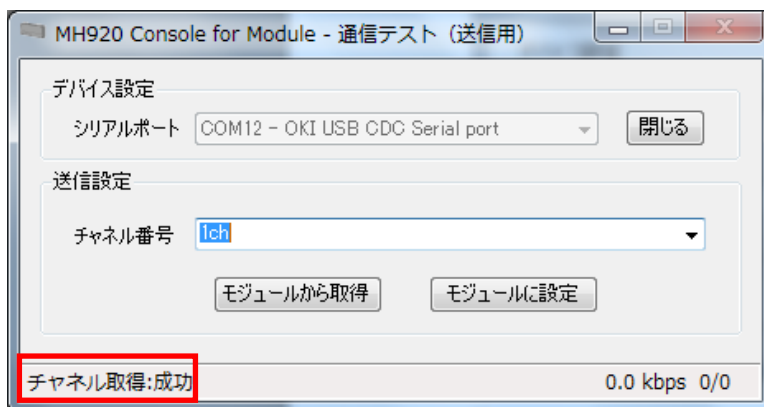 MH920 Console for Module - 通信テスト（送信用）
デバイス設定
シリアルポート COM12 - OKI USB CDC Serial port 閉じる
送信設定
チャネル番号 1ch
モジュールから取得 モジュールに設定
チャネル取得:成功 0.0 kbps 0/0